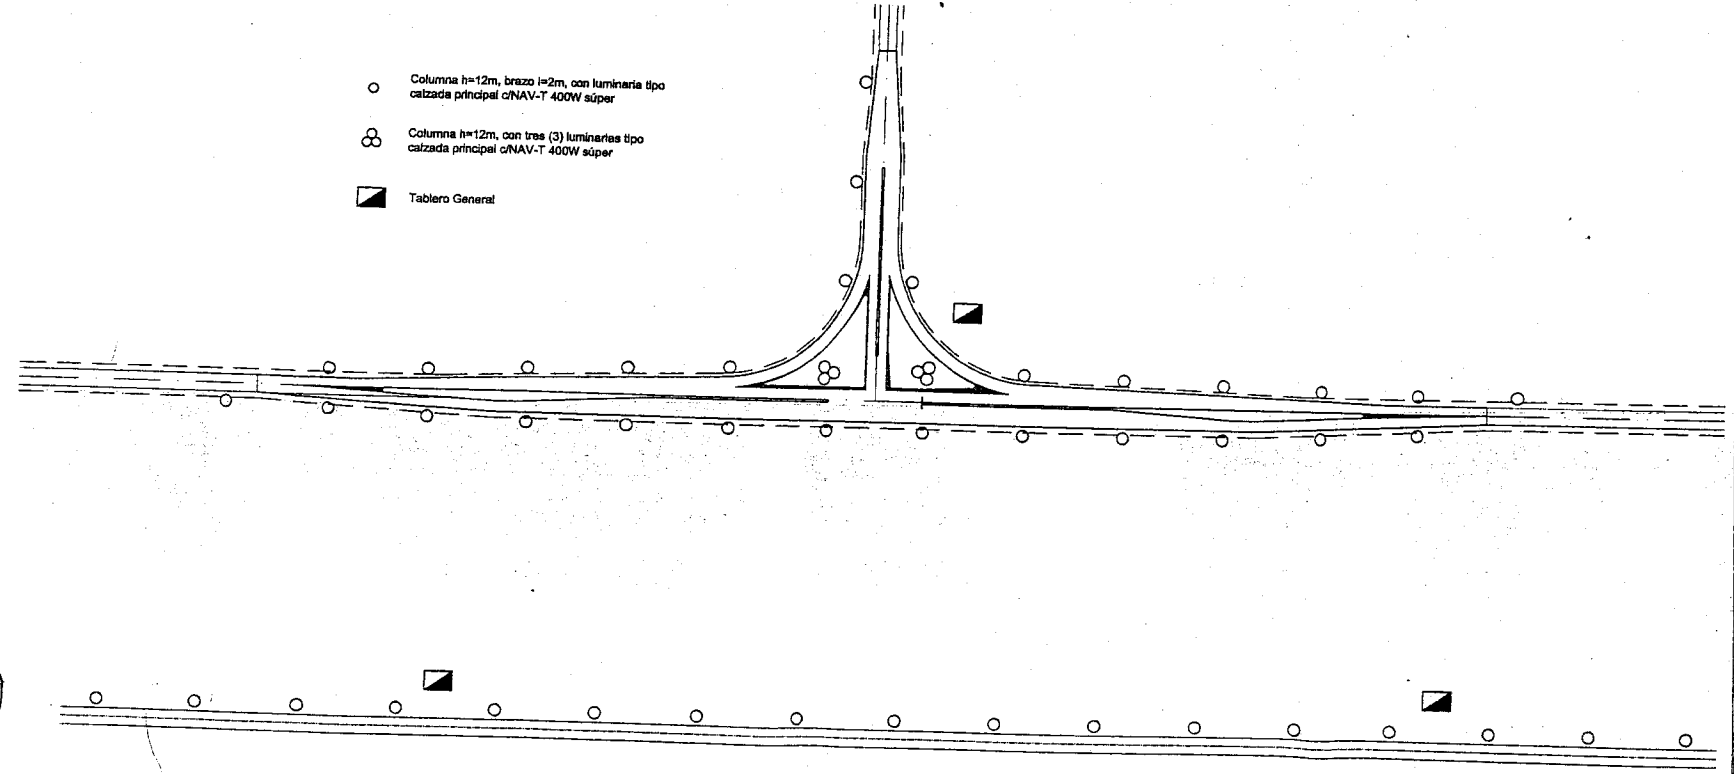 Columna h=12m, brazo l=2m, con luminaria tipo
calzada principal c/NAV-T 400W súper
Columna h=12m, con tres (3) luminarias tipo
calzada principal c/NAV-T 400W súper
Tablero General